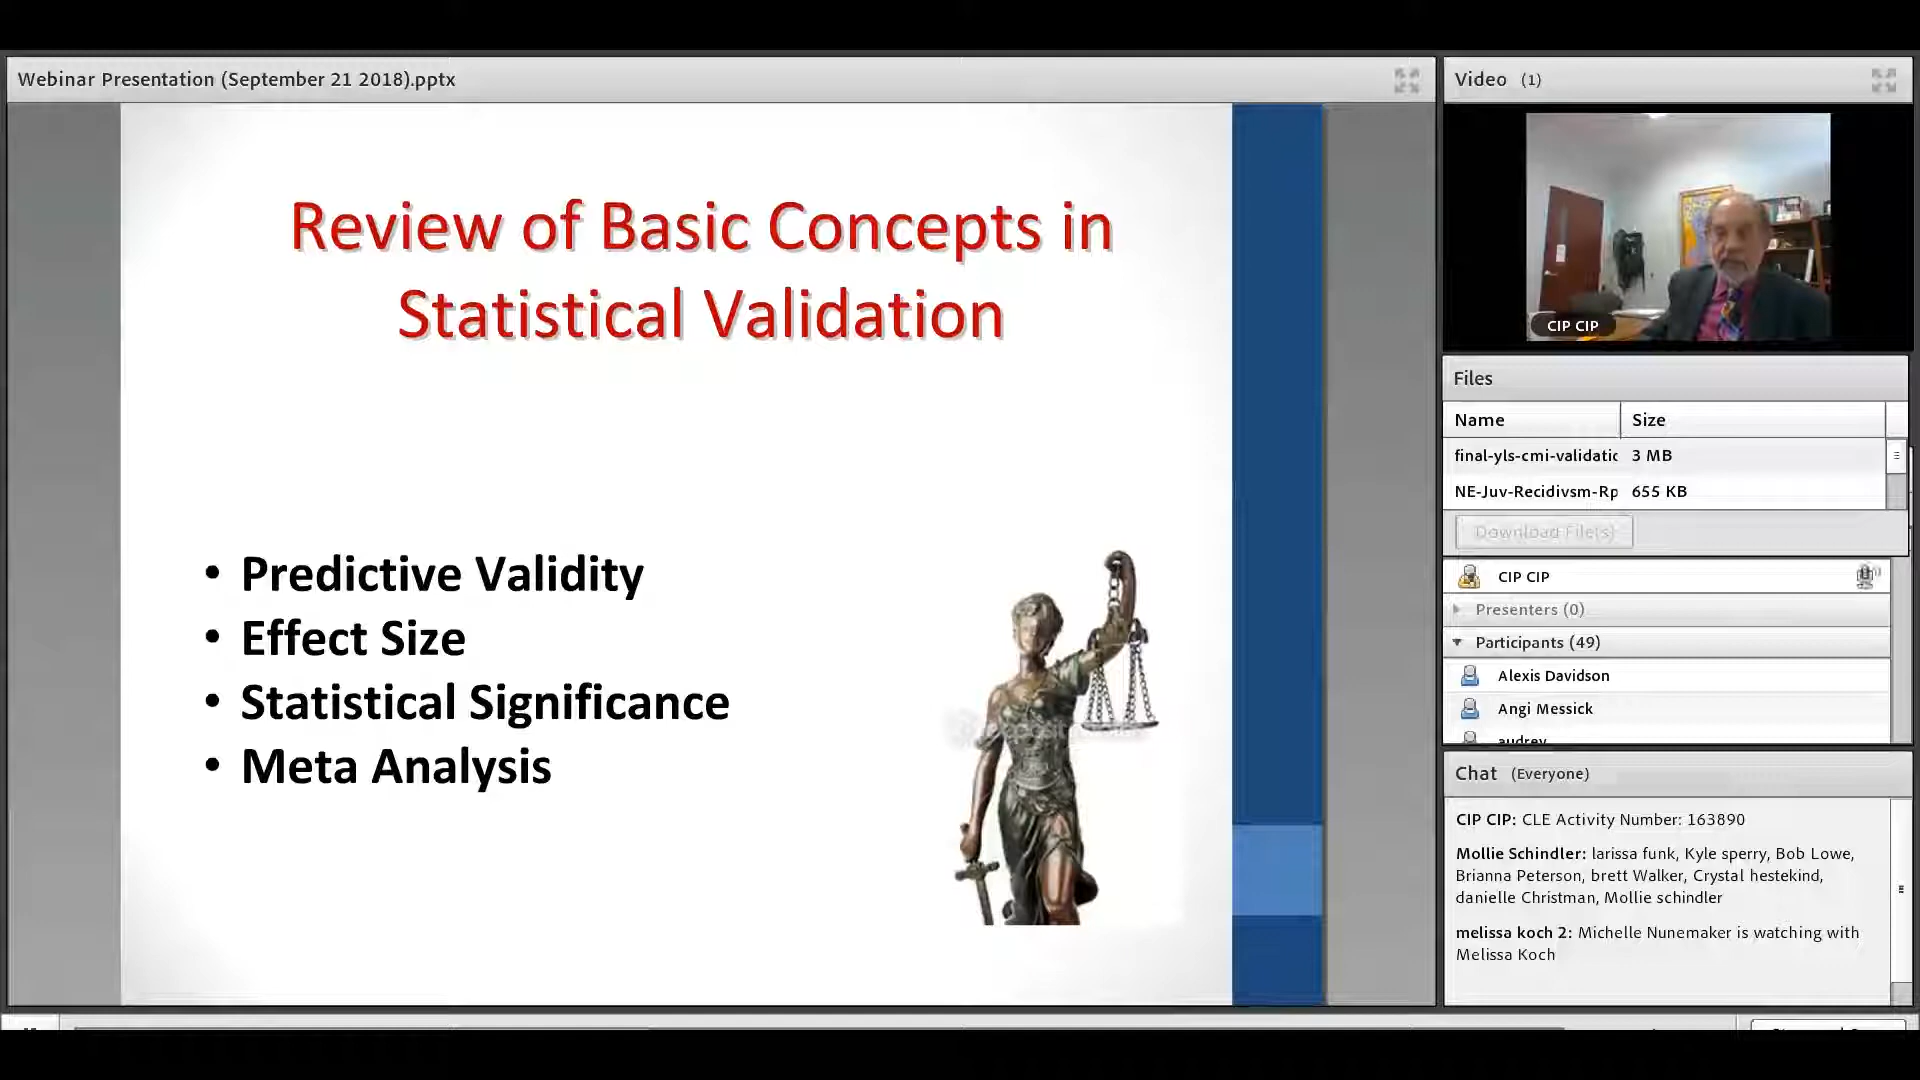 Webinar Presentation (September 21 2018).pptx
Review of Basic Concepts in
Statistical Validation
• Predictive Validity
• Effect Size
• Statistical Significance
• Meta Analysis
Video (1)
CIP CIP
Files
Name Size
final-yls-cmi-validatic 3 MB
NE-Juv-Recidivsm-Rp 655 KB
Download File(s)
CIP CIP
Presenters (0)
Participants (49)
Alexis Davidson
Angi Messick
audrey
Chat (Everyone)
CIP CIP: CLE Activity Number: 163890
Mollie Schindler: larissa funk, Kyle sperry, Bob Lowe,
Brianna Peterson, brett Walker, Crystal hestekind,
danielle Christman, Mollie schindler
melissa koch 2: Michelle Nunemaker is watching with
Melissa Koch